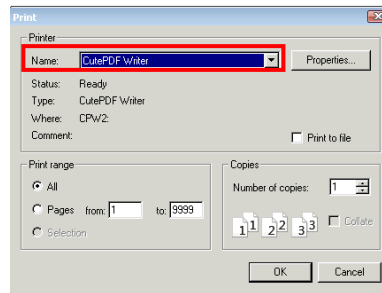 Print
Printer
Name: CutePDF Writer Properties...
Status: Ready
Type: CutePDF Writer
Where: CPW2:
Comment: Print to file
Print range
All
Pages from: 1 to: 9999
Selection
Copies
Number of copies: 1
1 1 2 2 3 3 Collate
OK Cancel